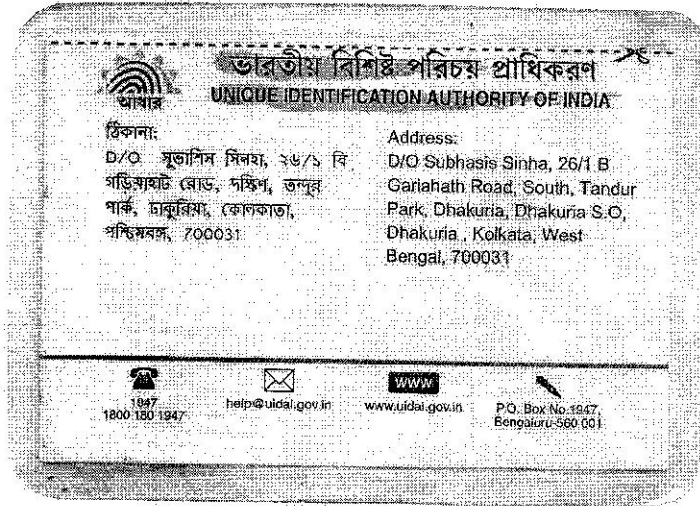 ভারতীয় বিশিষ্ট পরিচয় প্রাধিকরণ
UNIQUE IDENTIFICATION AUTHORITY OF INDIA
আধার
ঠিকানা:
D/O সুভাশিস সিনহা, ২৬/১ বি
গড়িয়াহাট রোড, দক্ষিণ, তন্দুর
পার্ক, ঢাকুরিয়া, কোলকাতা,
পশ্চিমবঙ্গ, 700031
Address:
D/O Subhasis Sinha, 26/1 B
Gariahath Road, South, Tandur
Park, Dhakuria, Dhakuria S.O,
Dhakuria , Kolkata, West
Bengal, 700031
1947
1800 180 1947
help@uidai.gov.in
WWW
www.uidai.gov.in
P.O. Box No.1947,
Bengaluru-560 001